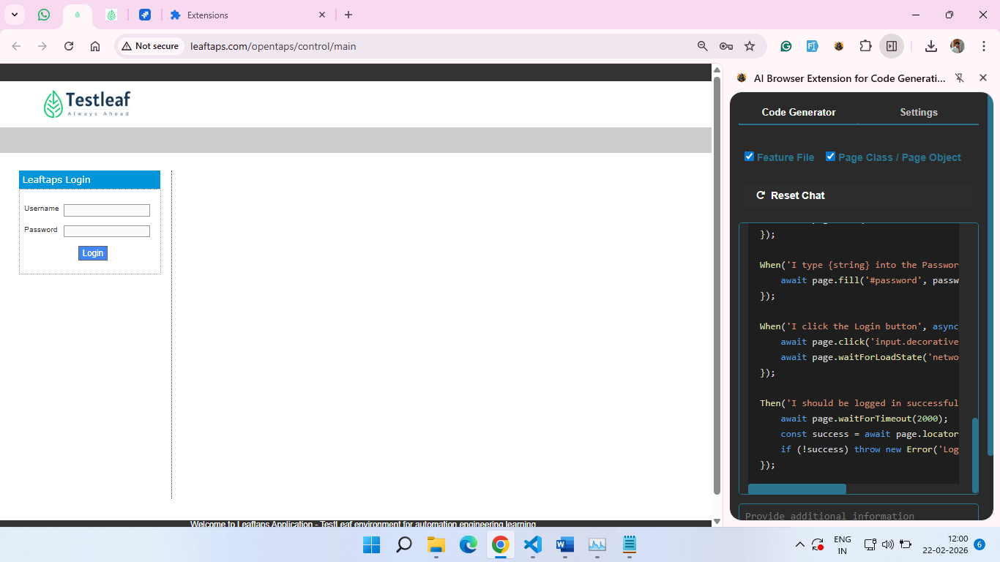 Extensions
Not secure
leaftaps.com/opentaps/control/main
Testleaf
Always Ahead
Leaftaps Login
Username
Password
Login
Welcome to Leaftaps Application - TestLeaf environment for automation engineering learning
AI Browser Extension for Code Generati...
Code Generator
Settings
Feature File
Page Class / Page Object
Reset Chat
});
When('I type {string} into the Passwor
await page.fill('#password', passw
});
When('I click the Login button', async
await page.click('input.decorative
await page.waitForLoadState('netwo
});
Then('I should be logged in successful
await page.waitForTimeout(2000);
const success = await page.locator
if (!success) throw new Error('Log
});
Provide additional information
ENG
IN
12:00
22-02-2026
6